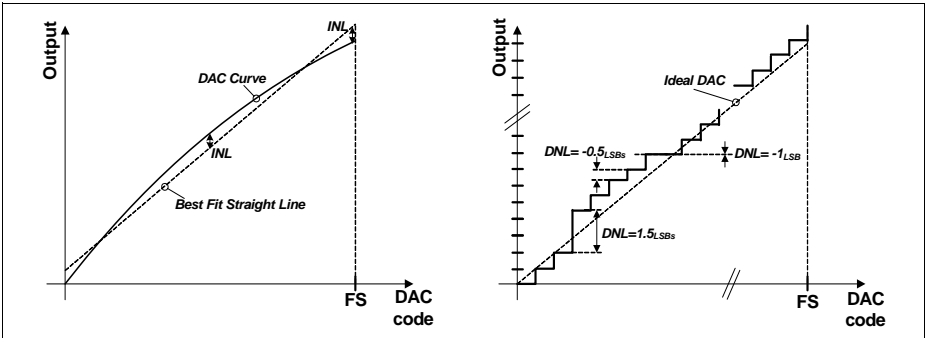 Output
INL
DAC Curve
INL
Best Fit Straight Line
FS
DAC
code
Output
Ideal DAC
DNL= -0.5LSBs
DNL= -1LSB
DNL=1.5LSBs
FS
DAC
code